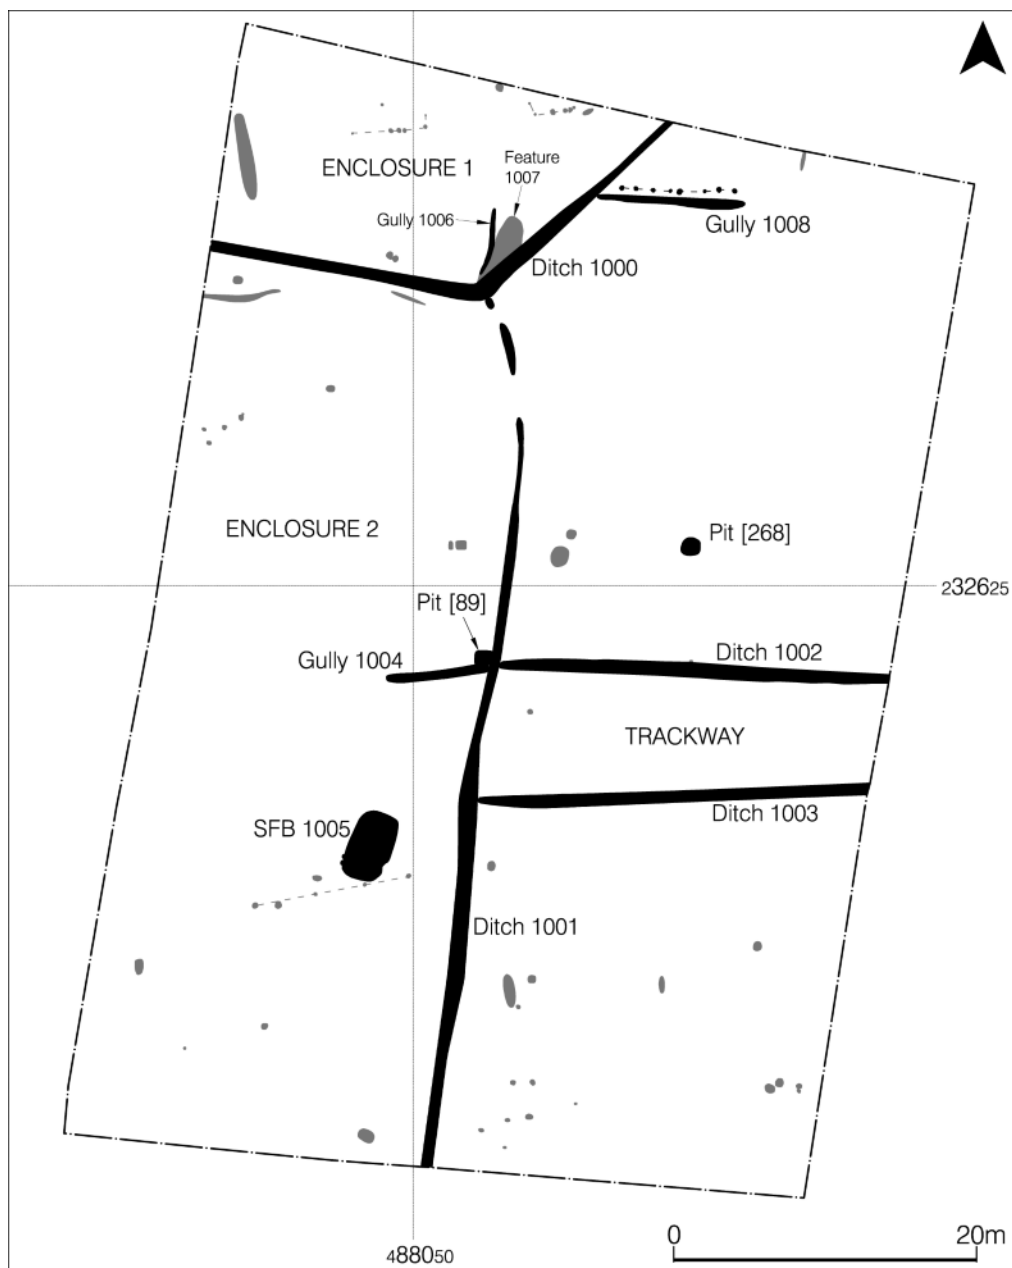 ENCLOSURE 1
Feature
1007
Gully 1006
Gully 1008
Ditch 1000
ENCLOSURE 2
Pit [268]
232625
Pit [89]
Gully 1004
Ditch 1002
TRACKWAY
SFB 1005
Ditch 1003
Ditch 1001
0
20m
488050